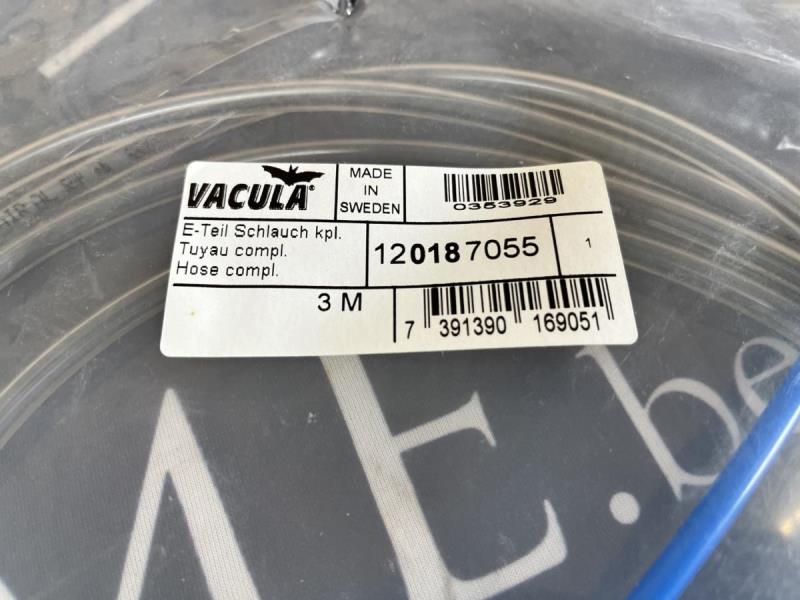 VACULA®
MADE
IN
SWEDEN
0353929
E-Teil Schlauch kpl.
Tuyau compl.
Hose compl.
120187055
1
3 M
7 391390 169051
ME.be